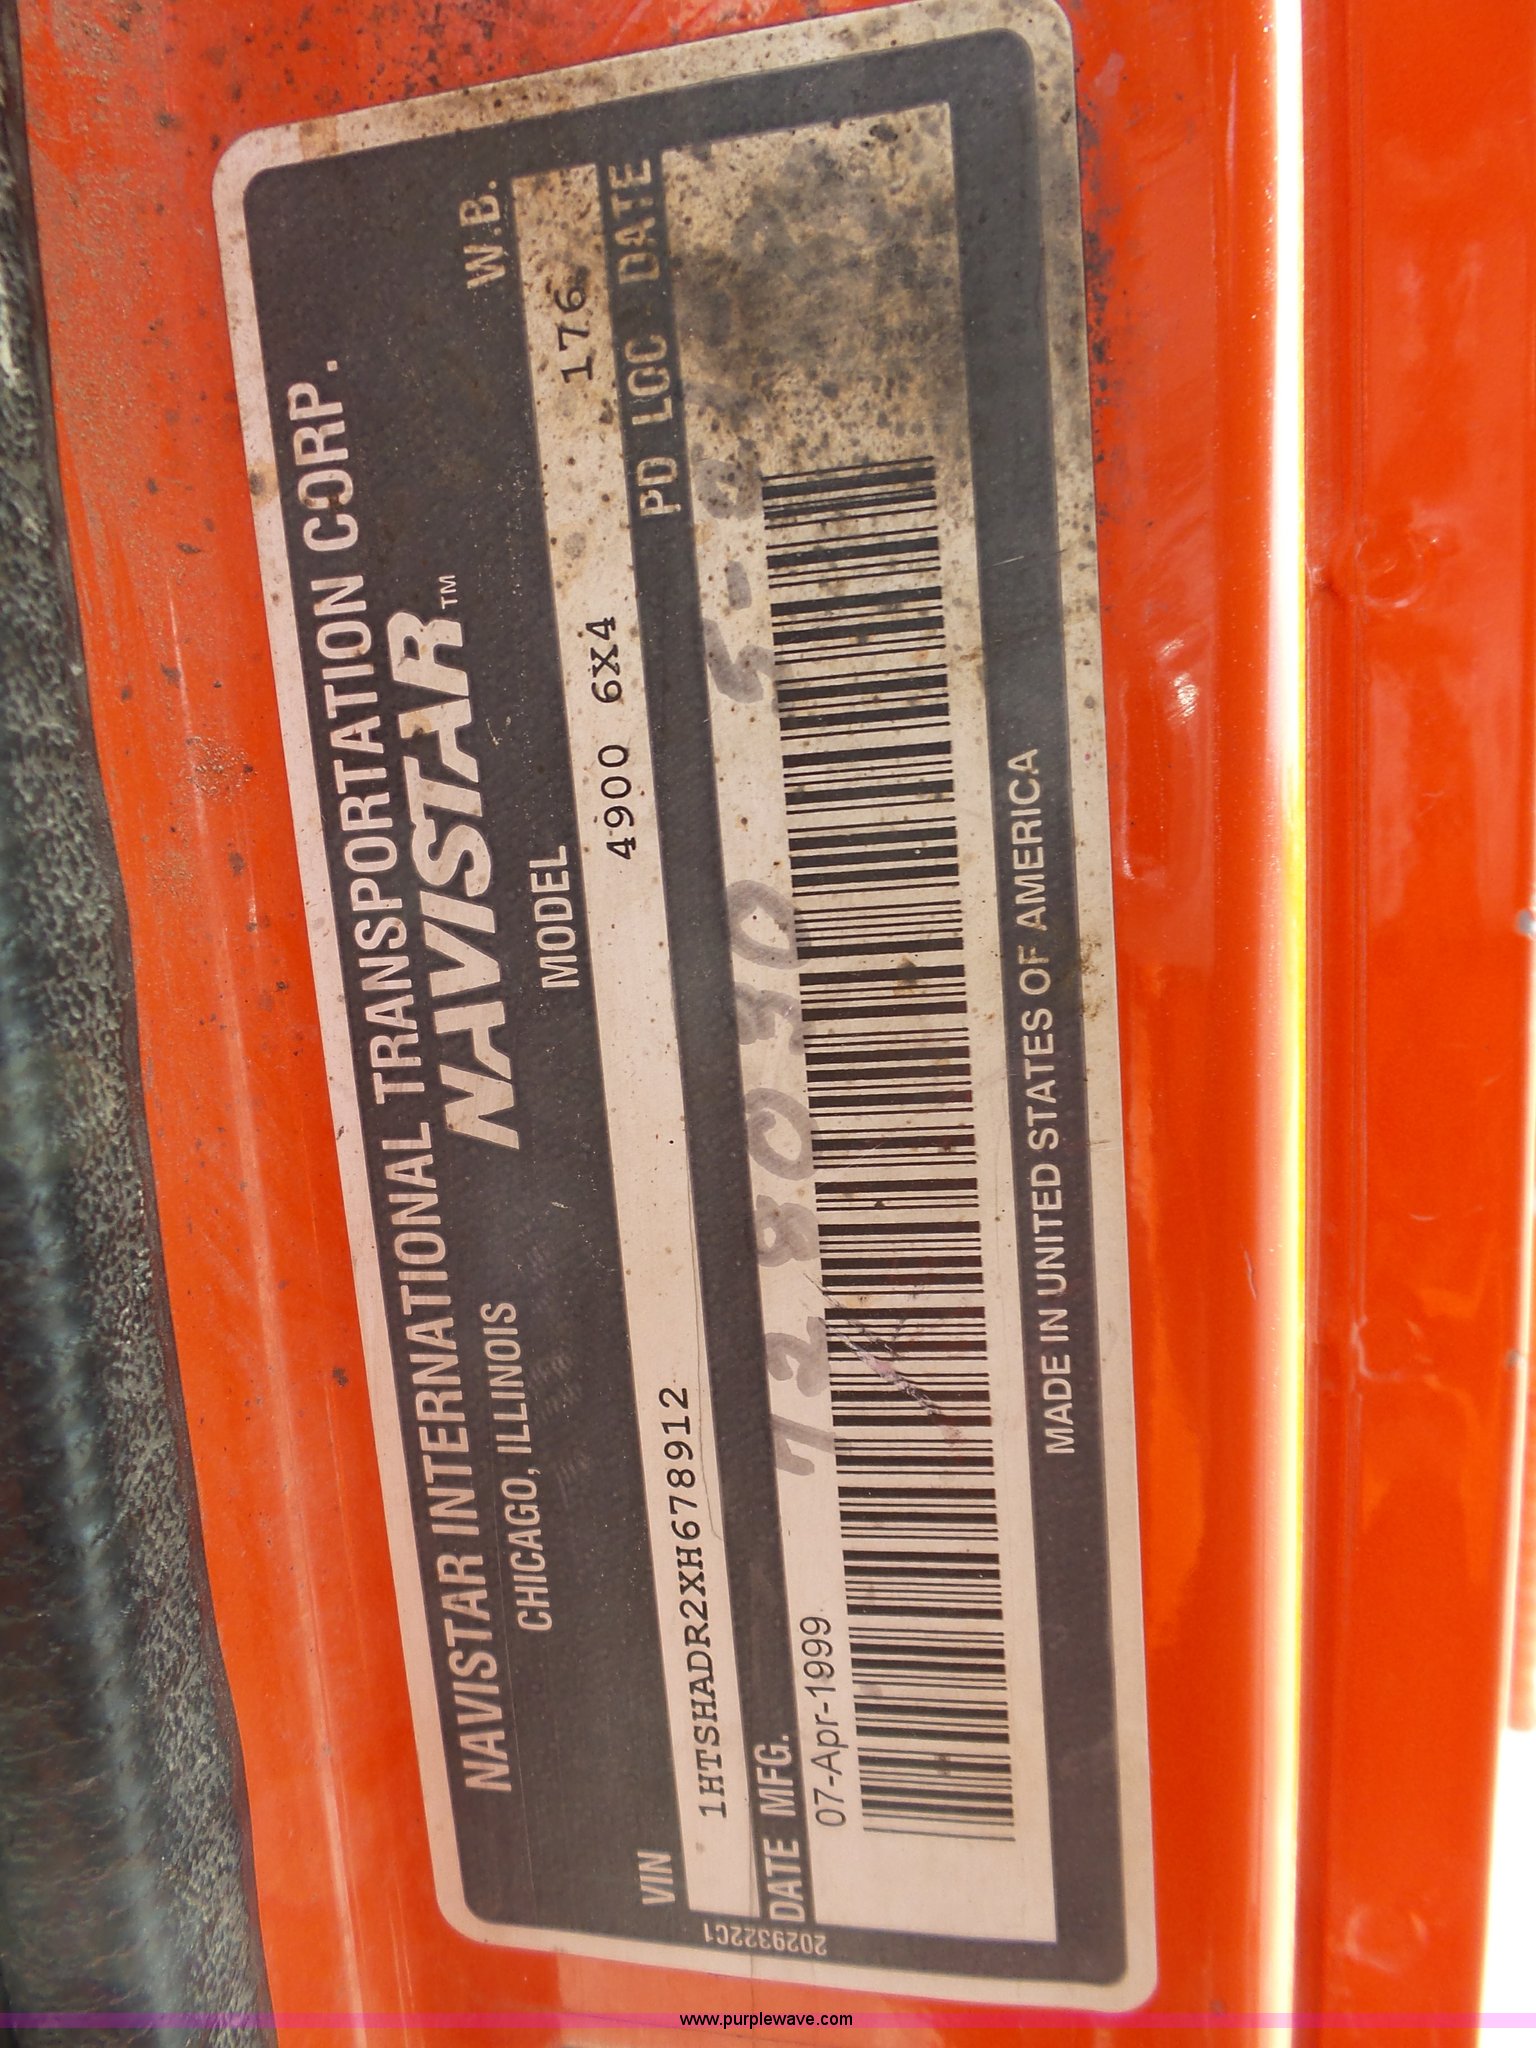 NAVISTAR INTERNATIONAL TRANSPORTATION CORP.
CHICAGO, ILLINOIS
NAVISTAR™
W.B.
VIN
MODEL
1HTSHADR2XH678912
4900 6X4
176
DATE MFG.
PD LOC DATE
07-Apr-1999
MADE IN UNITED STATES OF AMERICA
2029322C1
www.purplewave.com